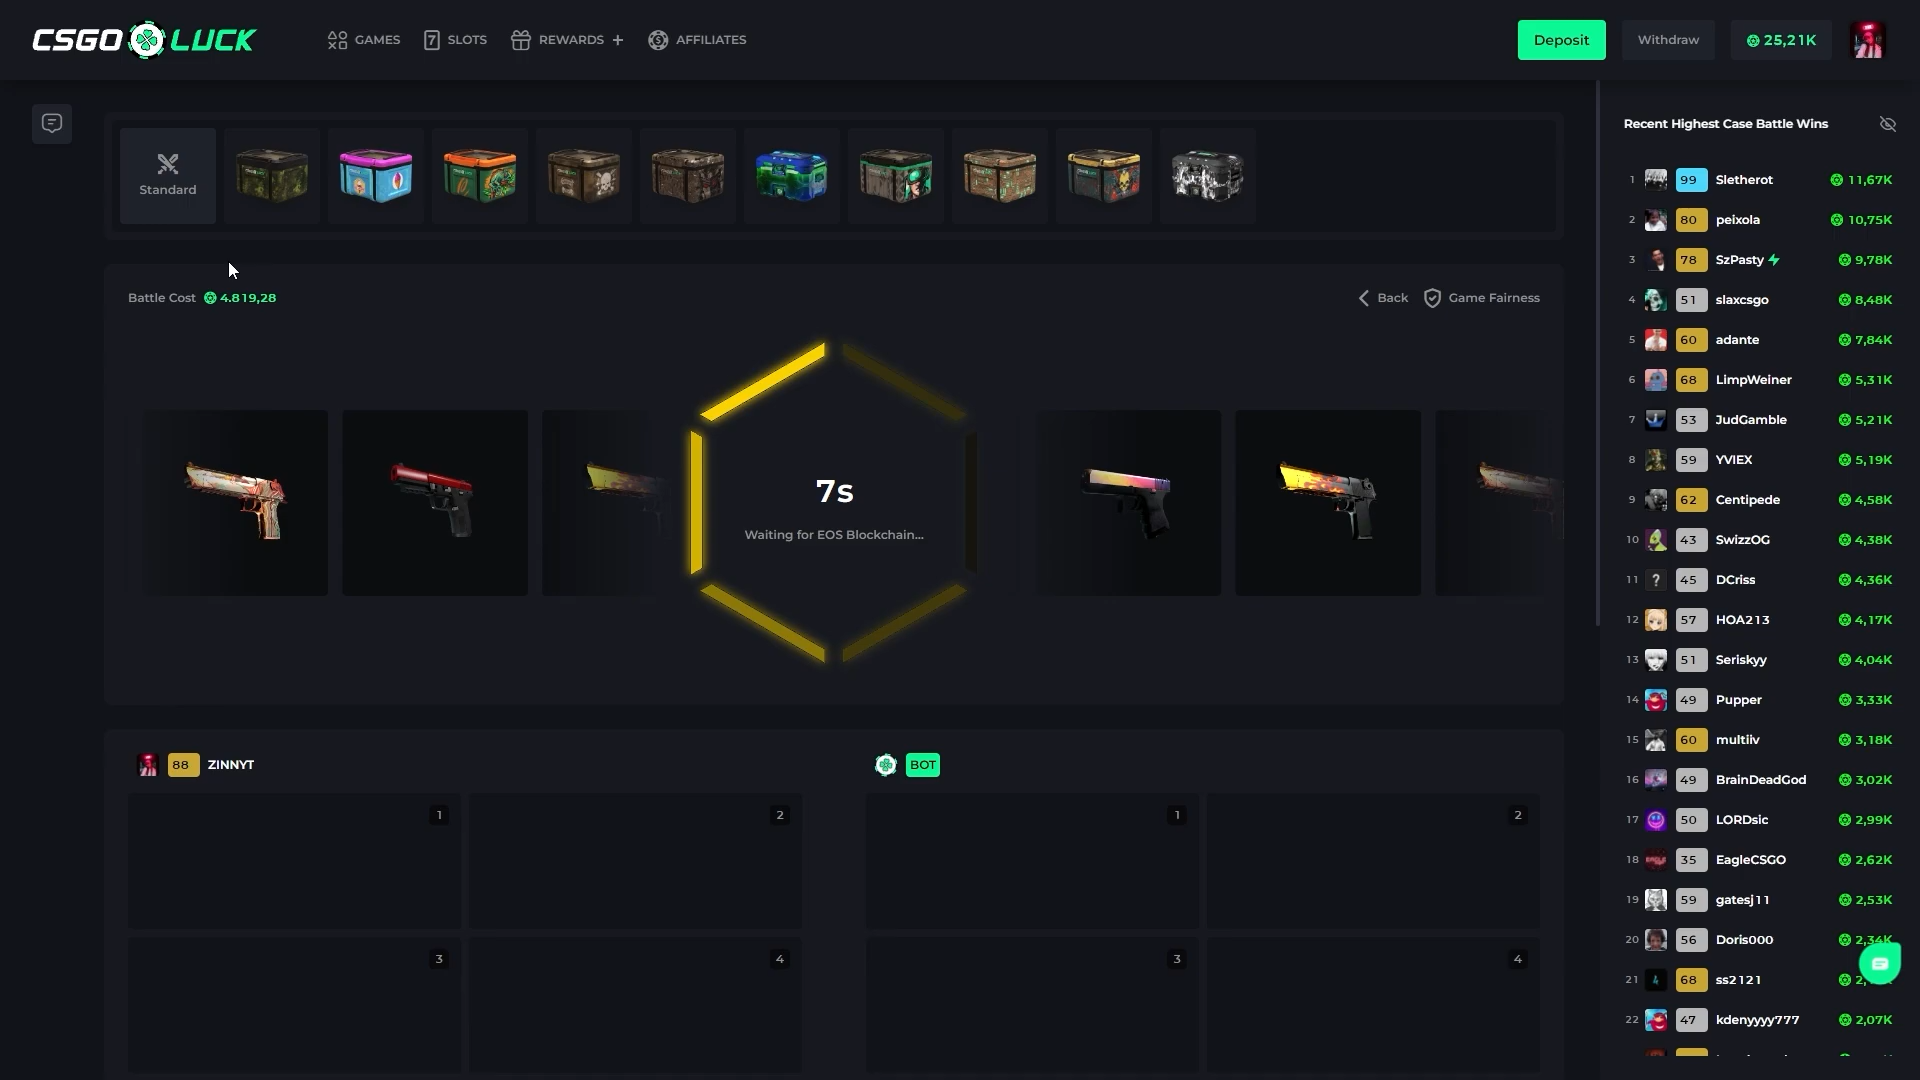 CSGO LUCK
GAMES
SLOTS
REWARDS +
AFFILIATES
Deposit
Withdraw
25,21K
Standard
Battle Cost 4.819,28
Back
Game Fairness
7s
Waiting for EOS Blockchain...
88 ZINNYT
BOT
1
2
1
2
3
4
3
4
Recent Highest Case Battle Wins
1 99 Sletherot 11,67K
2 80 peixola 10,75K
3 78 SzPasty 9,78K
4 51 slaxcsgo 8,48K
5 60 adante 7,84K
6 68 LimpWeiner 5,31K
7 53 JudGamble 5,21K
8 59 YVIEX 5,19K
9 62 Centipede 4,58K
10 43 SwizzOG 4,38K
11 ? 45 DCriss 4,36K
12 57 HOA213 4,17K
13 51 Seriskyy 4,04K
14 49 Pupper 3,33K
15 60 multiiv 3,18K
16 49 BrainDeadGod 3,02K
17 50 LORDsic 2,99K
18 35 EagleCSGO 2,62K
19 59 gatesj11 2,53K
20 56 Doris000 2,34K
21 68 ss2121
22 47 kdenyyyy777 2,07K